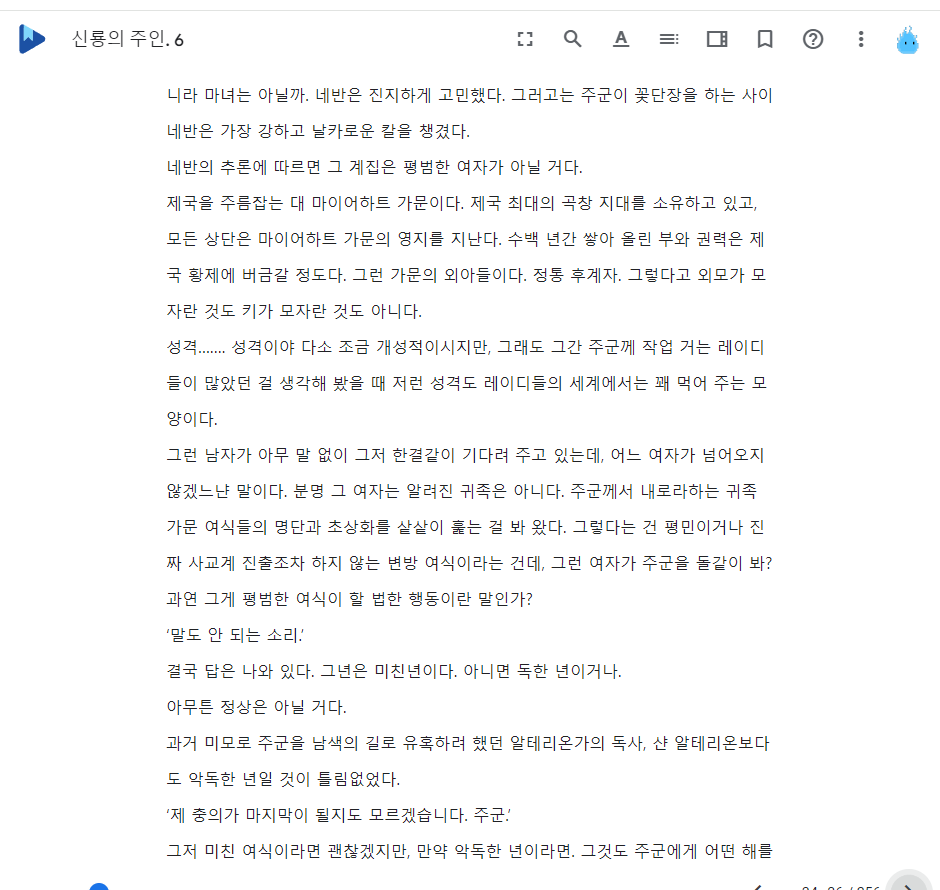 신룡의 주인. 6
니라 마녀는 아닐까. 네반은 진지하게 고민했다. 그러고는 주군이 꽃단장을 하는 사이
네반은 가장 강하고 날카로운 칼을 챙겼다.
네반의 추론에 따르면 그 계집은 평범한 여자가 아닐 거다.
제국을 주름잡는 대 마이어하트 가문이다. 제국 최대의 곡창 지대를 소유하고 있고,
모든 상단은 마이어하트 가문의 영지를 지난다. 수백 년간 쌓아 올린 부와 권력은 제
국 황제에 버금갈 정도다. 그런 가문의 외아들이다. 정통 후계자. 그렇다고 외모가 모
자란 것도 키가 모자란 것도 아니다.
성격....... 성격이야 다소 조금 개성적이시지만, 그래도 그간 주군께 작업 거는 레이디
들이 많았던 걸 생각해 봤을 때 저런 성격도 레이디들의 세계에서는 꽤 먹어 주는 모
양이다.
그런 남자가 아무 말 없이 그저 한결같이 기다려 주고 있는데, 어느 여자가 넘어오지
않겠느냔 말이다. 분명 그 여자는 알려진 귀족은 아니다. 주군께서 내로라하는 귀족
가문 여식들의 명단과 초상화를 샅샅이 훑는 걸 봐 왔다. 그렇다는 건 평민이거나 진
짜 사교계 진출조차 하지 않는 변방 여식이라는 건데, 그런 여자가 주군을 돌같이 봐?
과연 그게 평범한 여식이 할 법한 행동이란 말인가?
‘말도 안 되는 소리.’
결국 답은 나와 있다. 그년은 미친년이다. 아니면 독한 년이거나.
아무튼 정상은 아닐 거다.
과거 미모로 주군을 남색의 길로 유혹하려 했던 알테리온가의 독사, 샨 알테리온보다
도 악독한 년일 것이 틀림없었다.
‘제 충의가 마지막이 될지도 모르겠습니다. 주군.’
그저 미친 여식이라면 괜찮겠지만, 만약 악독한 년이라면. 그것도 주군에게 어떤 해를